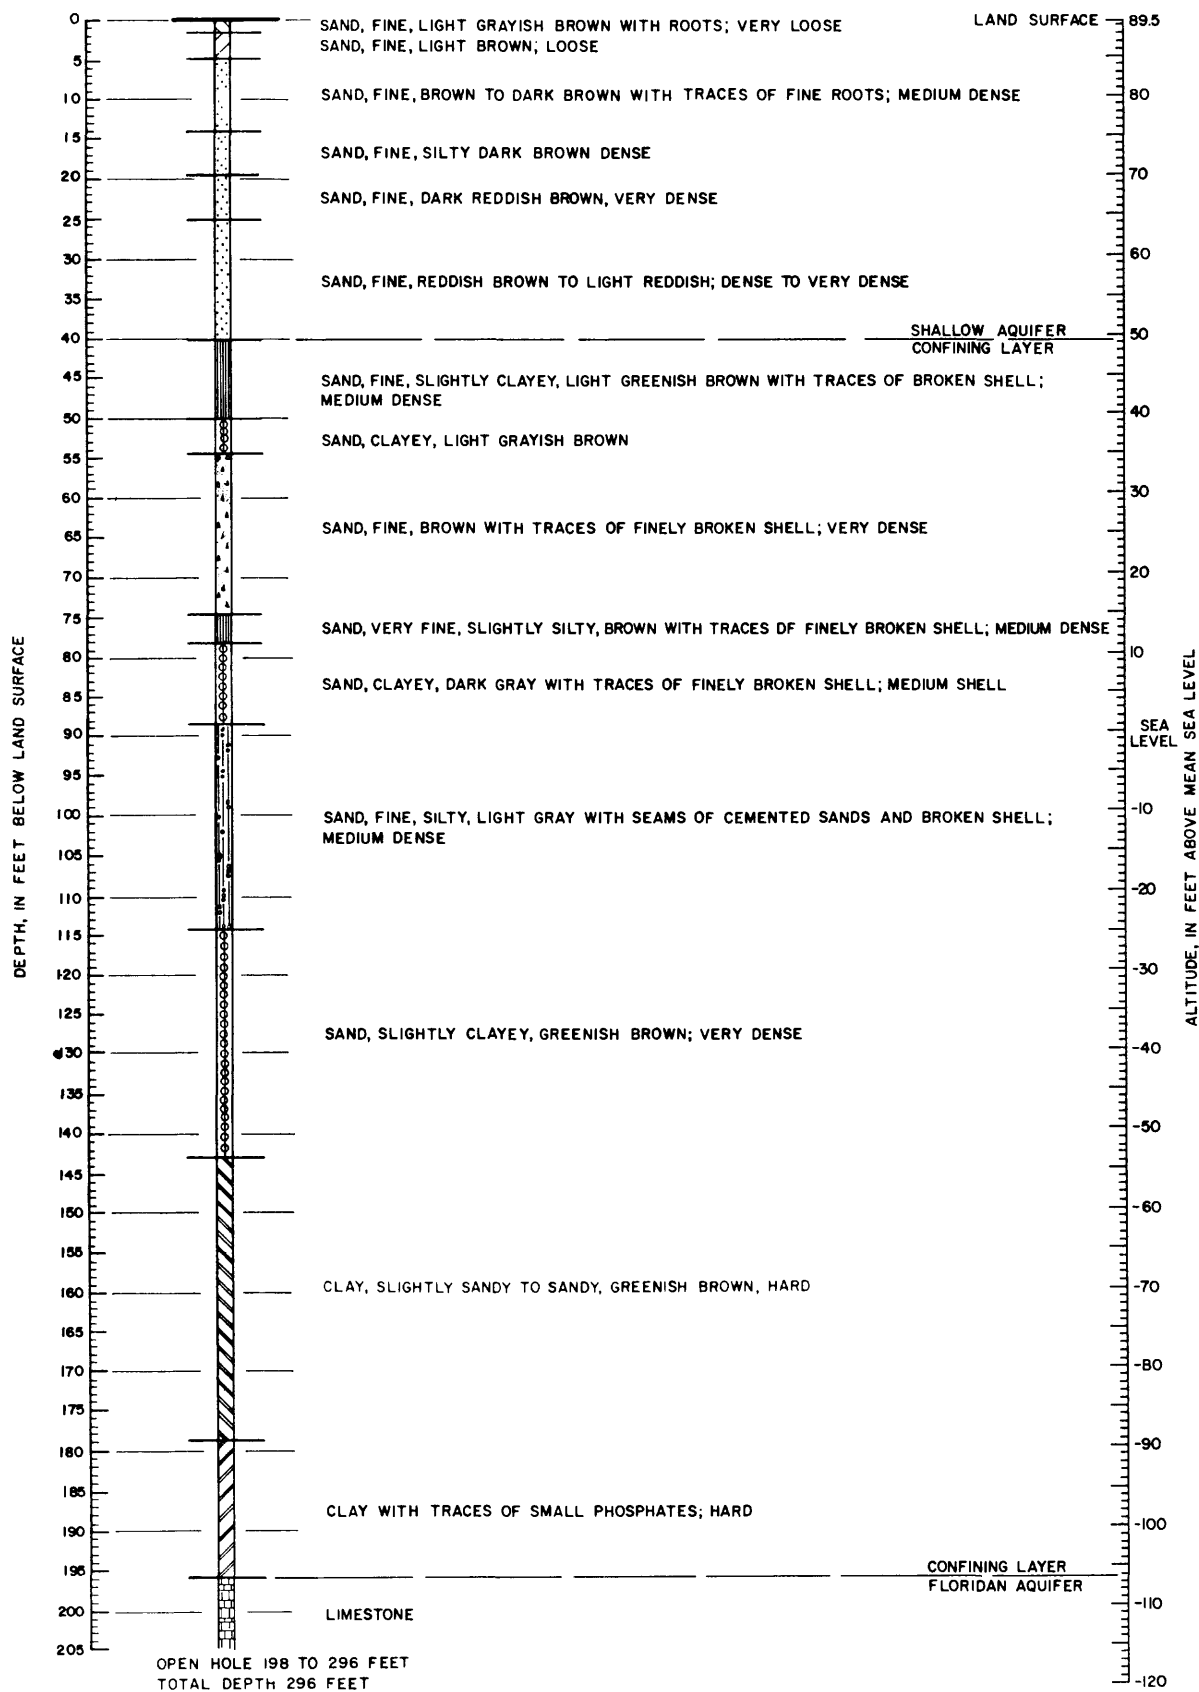 0
SAND, FINE, LIGHT GRAYISH BROWN WITH ROOTS; VERY LOOSE
LAND SURFACE
89.5
SAND, FINE, LIGHT BROWN; LOOSE
5
10
SAND, FINE, BROWN TO DARK BROWN WITH TRACES OF FINE ROOTS; MEDIUM DENSE
80
15
SAND, FINE, SILTY DARK BROWN DENSE
20
70
SAND, FINE, DARK REDDISH BROWN, VERY DENSE
25
30
60
SAND, FINE, REDDISH BROWN TO LIGHT REDDISH; DENSE TO VERY DENSE
35
SHALLOW AQUIFER
40
50
CONFINING LAYER
45
SAND, FINE, SLIGHTLY CLAYEY, LIGHT GREENISH BROWN WITH TRACES OF BROKEN SHELL;
MEDIUM DENSE
50
40
SAND, CLAYEY, LIGHT GRAYISH BROWN
55
60
30
SAND, FINE, BROWN WITH TRACES OF FINELY BROKEN SHELL; VERY DENSE
65
70
20
75
SAND, VERY FINE, SLIGHTLY SILTY, BROWN WITH TRACES OF FINELY BROKEN SHELL; MEDIUM DENSE
80
10
85
SAND, CLAYEY, DARK GRAY WITH TRACES OF FINELY BROKEN SHELL; MEDIUM SHELL
90
SEA
LEVEL
95
100
-10
SAND, FINE, SILTY, LIGHT GRAY WITH SEAMS OF CEMENTED SANDS AND BROKEN SHELL;
MEDIUM DENSE
105
110
-20
115
120
-30
125
SAND, SLIGHTLY CLAYEY, GREENISH BROWN; VERY DENSE
130
-40
135
140
-50
145
150
-60
155
CLAY, SLIGHTLY SANDY TO SANDY, GREENISH BROWN, HARD
160
-70
165
170
-80
175
180
-90
185
CLAY WITH TRACES OF SMALL PHOSPHATES; HARD
190
-100
195
CONFINING LAYER
FLORIDAN AQUIFER
200
LIMESTONE
-110
205
OPEN HOLE 198 TO 296 FEET
TOTAL DEPTH 296 FEET
-120
DEPTH, IN FEET BELOW LAND SURFACE
ALTITUDE, IN FEET ABOVE MEAN SEA LEVEL